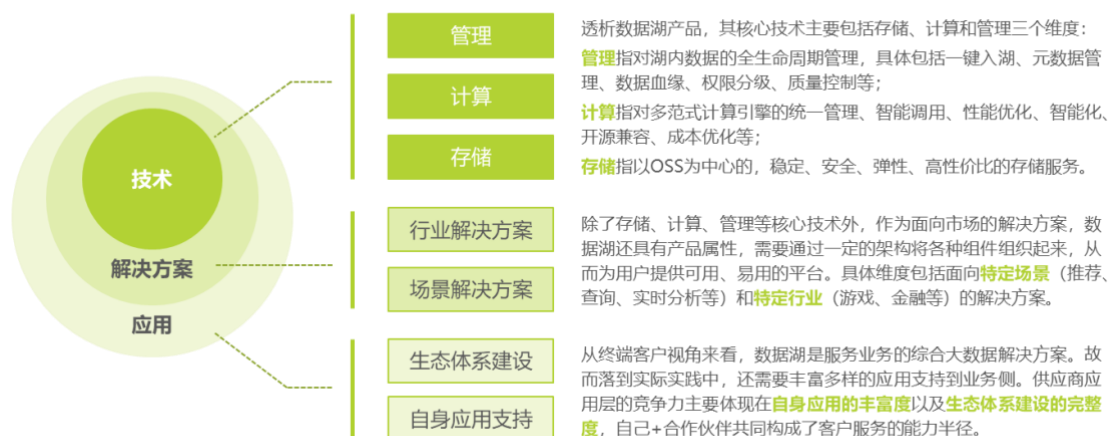 技术
解决方案
应用
管理
计算
存储
行业解决方案
场景解决方案
生态体系建设
自身应用支持
透析数据湖产品，其核心技术主要包括存储、计算和管理三个维度：
管理指对湖内数据的全生命周期管理，具体包括一键入湖、元数据管
理、数据血缘、权限分级、质量控制等；
计算指对多范式计算引擎的统一管理、智能调用、性能优化、智能化、
开源兼容、成本优化等；
存储指以OSS为中心的，稳定、安全、弹性、高性价比的存储服务。
除了存储、计算、管理等核心技术外，作为面向市场的解决方案，数
据湖还具有产品属性，需要通过一定的架构将各种组件组织起来，从
而为用户提供可用、易用的平台。具体维度包括面向特定场景（推荐、
查询、实时分析等）和特定行业（游戏、金融等）的解决方案。
从终端客户视角来看，数据湖是服务业务的综合大数据解决方案。故
而落到实际实践中，还需要丰富多样的应用支持到业务侧。供应商应
用层的竞争力主要体现在自身应用的丰富度以及生态体系建设的完整
度，自己+合作伙伴共同构成了客户服务的能力半径。